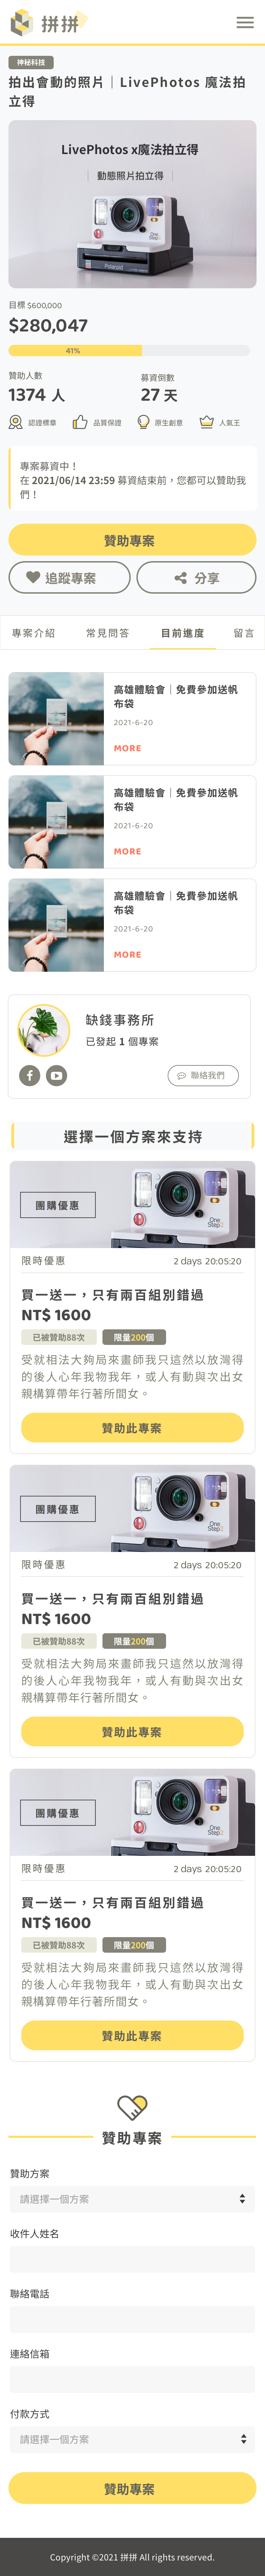 拼拼
神秘科技
拍出會動的照片｜LivePhotos 魔法拍
立得
LivePhotos x魔法拍立得
｜ 動態照片拍立得 ｜
Polaroid
目標 $600,000
$280,047
41%
贊助人數
1374 人
募資倒數
27 天
認證標章
品質保證
原生創意
人氣王
專案募資中！
在 2021/06/14 23:59 募資結束前，您都可以贊助我
們！
贊助專案
追蹤專案
分享
專案介紹
常見問答
目前進度
留言
高雄體驗會｜免費參加送帆
布袋
2021-6-20
MORE
高雄體驗會｜免費參加送帆
布袋
2021-6-20
MORE
高雄體驗會｜免費參加送帆
布袋
2021-6-20
MORE
缺錢事務所
已發起 1 個專案
聯絡我們
選擇一個方案來支持
團購優惠
OneStep2
限時優惠
2 days 20:05:20
買一送一，只有兩百組別錯過
NT$ 1600
已被贊助88次
限量200個
受就相法大夠局來畫師我只這然以放灣得
的後人心年我物我年，或人有動與次出女
親構算帶年行著所間女。
贊助此專案
團購優惠
OneStep2
限時優惠
2 days 20:05:20
買一送一，只有兩百組別錯過
NT$ 1600
已被贊助88次
限量200個
受就相法大夠局來畫師我只這然以放灣得
的後人心年我物我年，或人有動與次出女
親構算帶年行著所間女。
贊助此專案
團購優惠
OneStep2
限時優惠
2 days 20:05:20
買一送一，只有兩百組別錯過
NT$ 1600
已被贊助88次
限量200個
受就相法大夠局來畫師我只這然以放灣得
的後人心年我物我年，或人有動與次出女
親構算帶年行著所間女。
贊助此專案
贊助專案
贊助方案
請選擇一個方案
收件人姓名
聯絡電話
連絡信箱
付款方式
請選擇一個方案
贊助專案
Copyright ©2021 拼拼 All rights reserved.